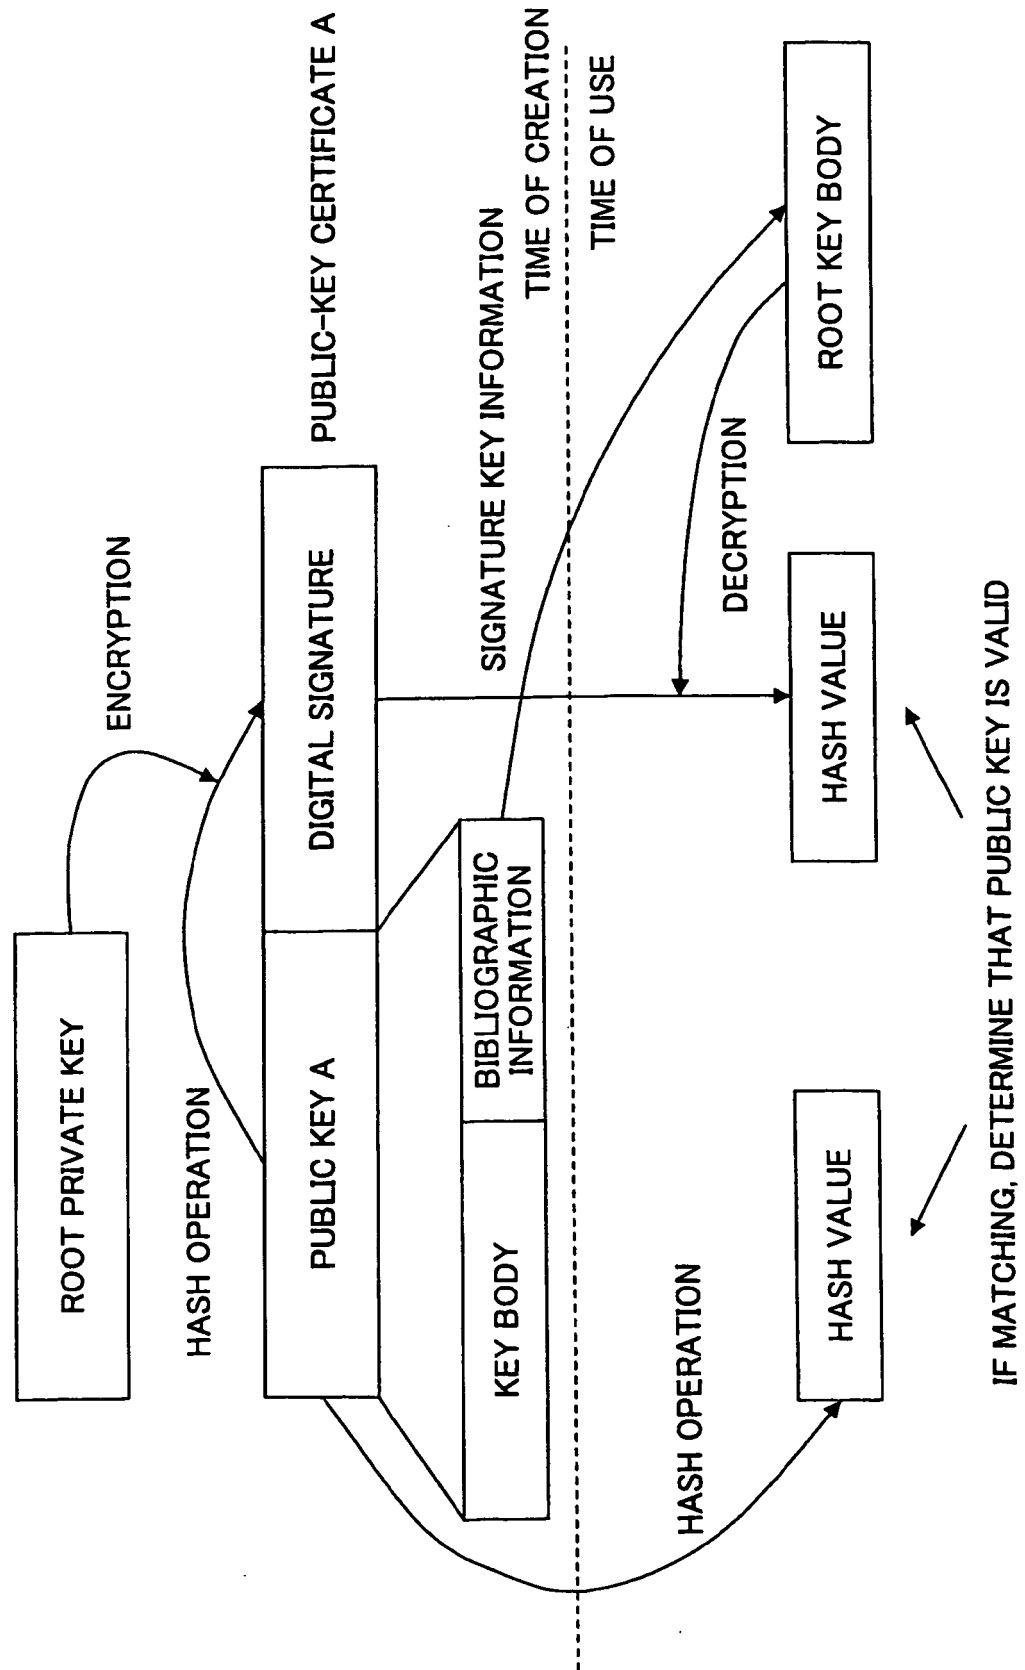 ROOT PRIVATE KEY
ENCRYPTION
HASH OPERATION
PUBLIC KEY A
DIGITAL SIGNATURE
PUBLIC-KEY CERTIFICATE A
KEY BODY
BIBLIOGRAPHIC
INFORMATION
SIGNATURE KEY INFORMATION
TIME OF CREATION
TIME OF USE
HASH OPERATION
DECRYPTION
HASH VALUE
HASH VALUE
ROOT KEY BODY
IF MATCHING, DETERMINE THAT PUBLIC KEY IS VALID